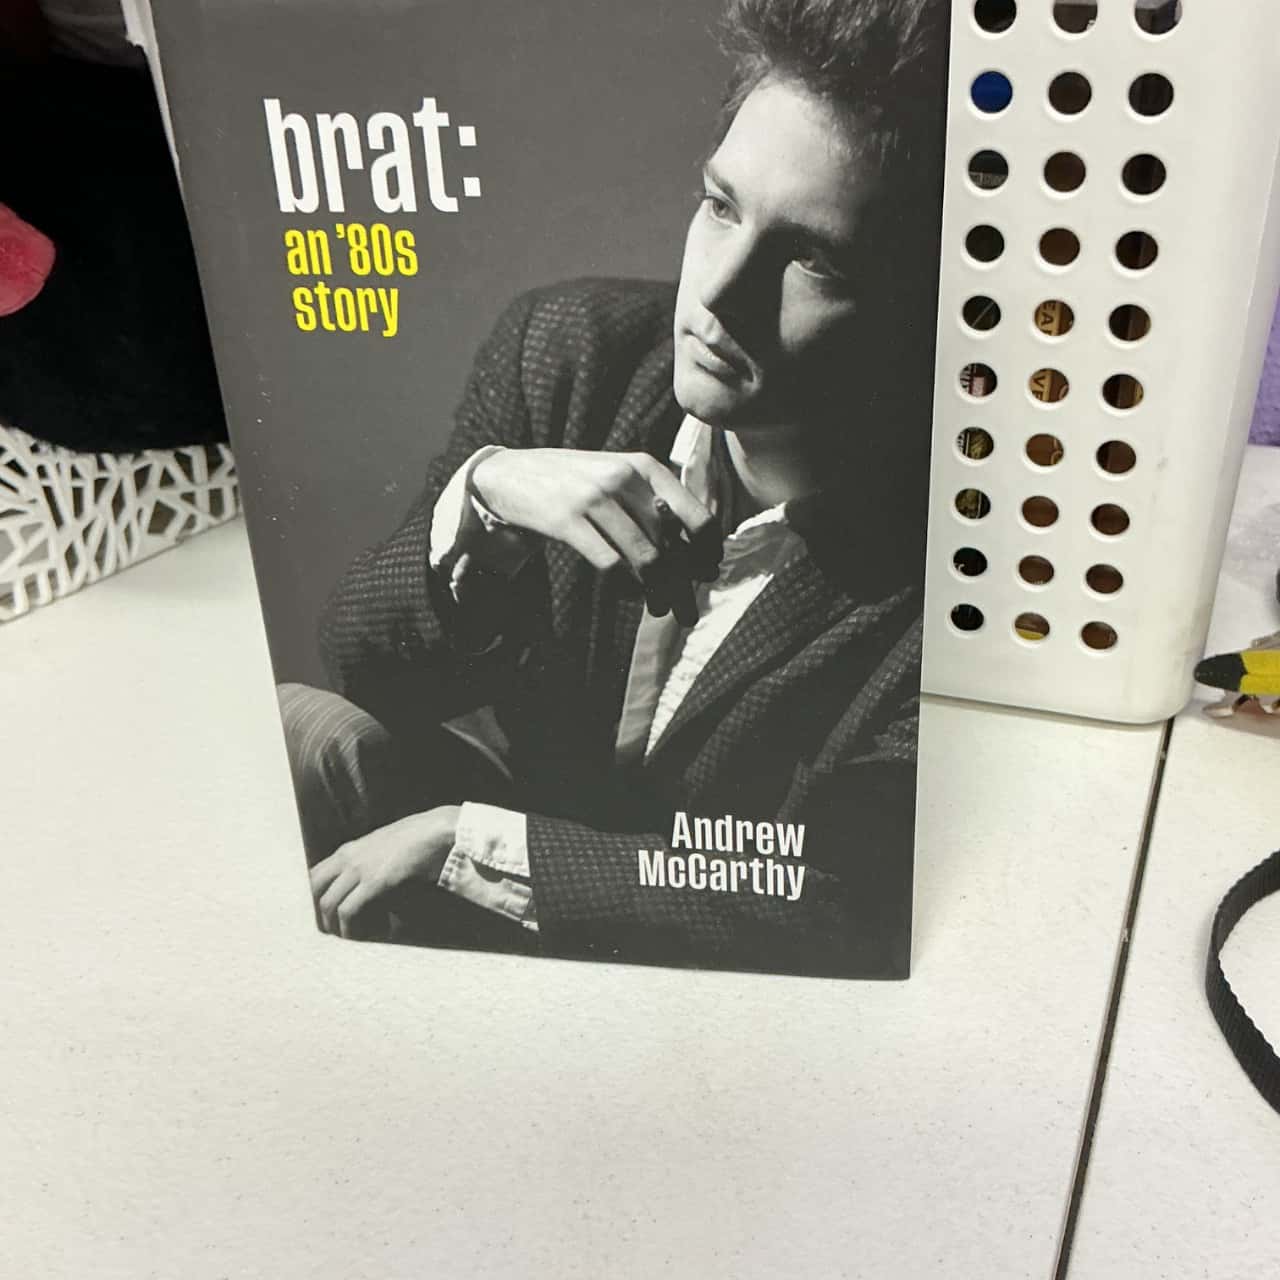 brat:
an '80s
story
Andrew
McCarthy